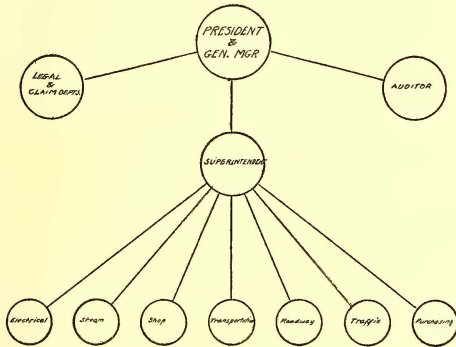 PRESIDENT
&
GEN. MGR
LEGAL
&
CLAIM DEPTS.
AUDITOR
SUPERINTENDENT
Electrical
Steam
Shop
Transportation
Roadway
Traffic
Purchasing